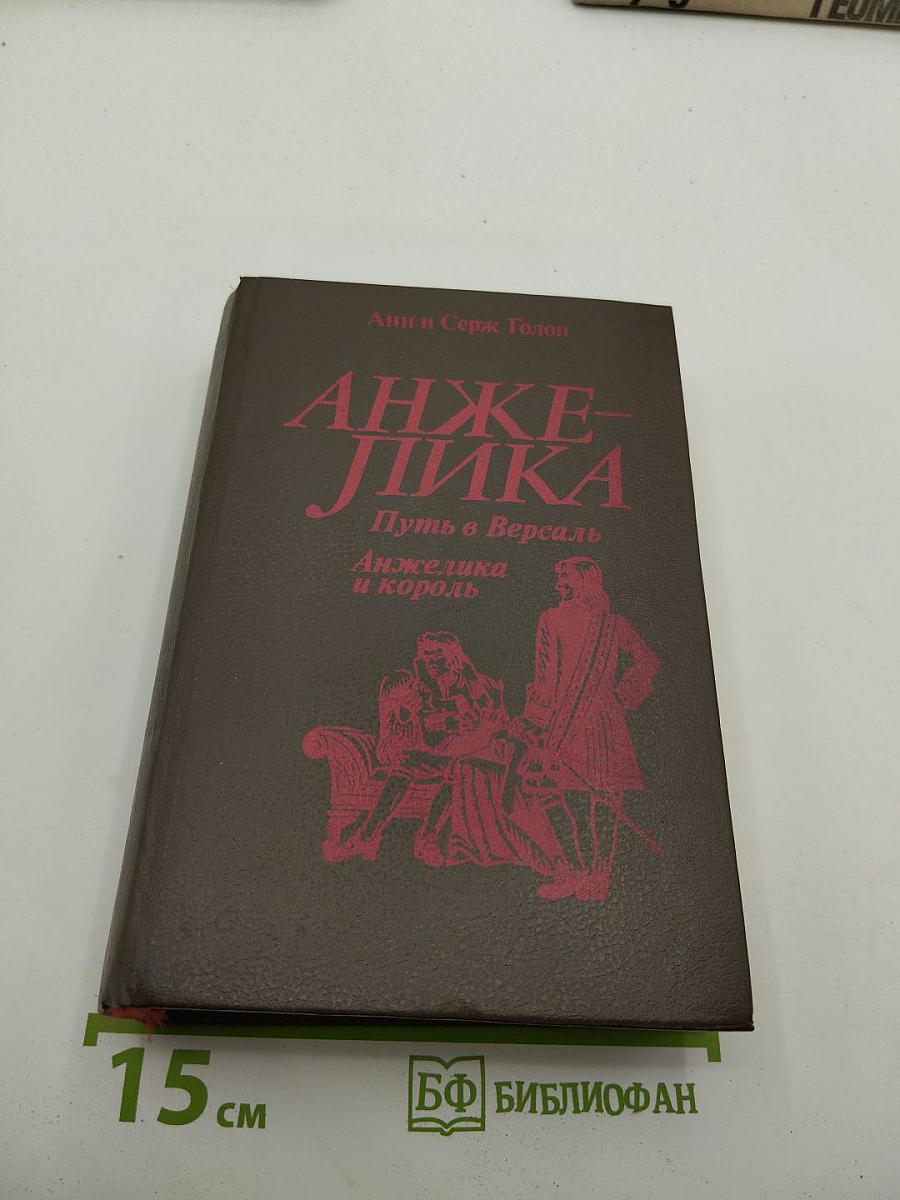 Анн и Серж Голон
АНЖЕ-
ЛИКА
Путь в Версаль
Анжелика
и король
15 см
БФ БИБЛИОФАН